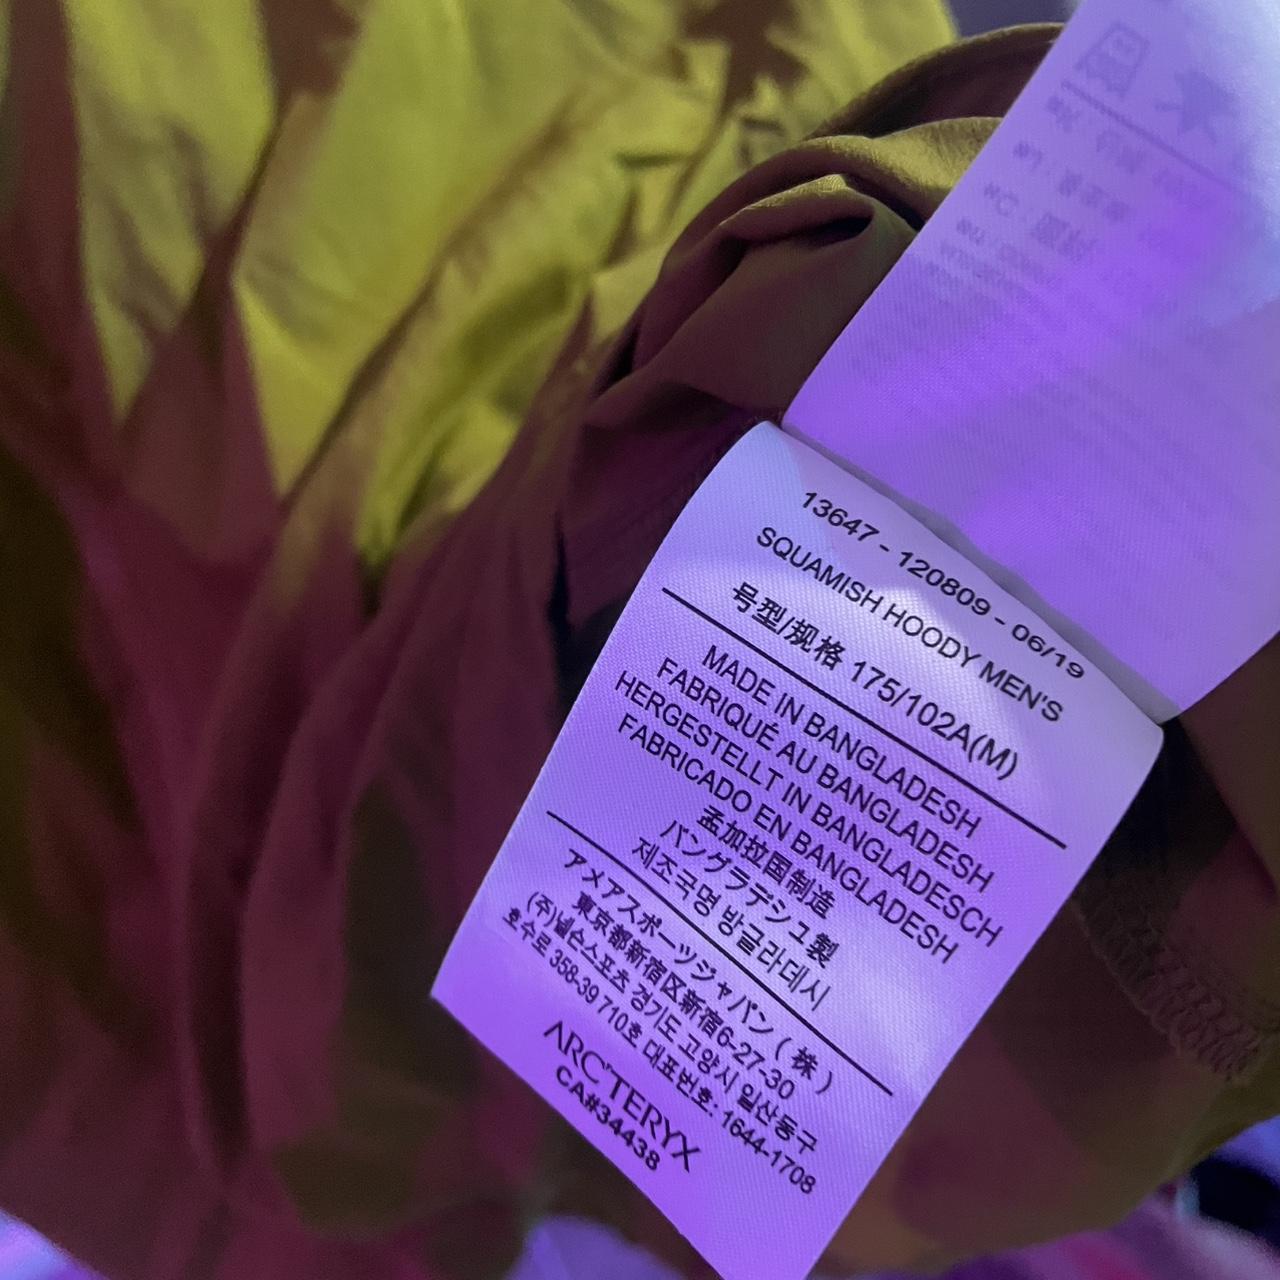 13647 - 120809 - 06/19
SQUAMISH HOODY MEN'S
号型/规格 175/102A(M)
MADE IN BANGLADESH
FABRIQUÉ AU BANGLADESH
HERGESTELLT IN BANGLADESCH
FABRICADO EN BANGLADESH
孟加拉国制造
バングラデシュ製
제조국명 방글라데시
アメアスポーツジャパン(株)
東京都新宿区新宿6-27-30
(주)넬슨스포츠 경기도 고양시 일산동구
호수로 358-39 710호 대표번호: 1644-1708
ARC'TERYX
CA#34438